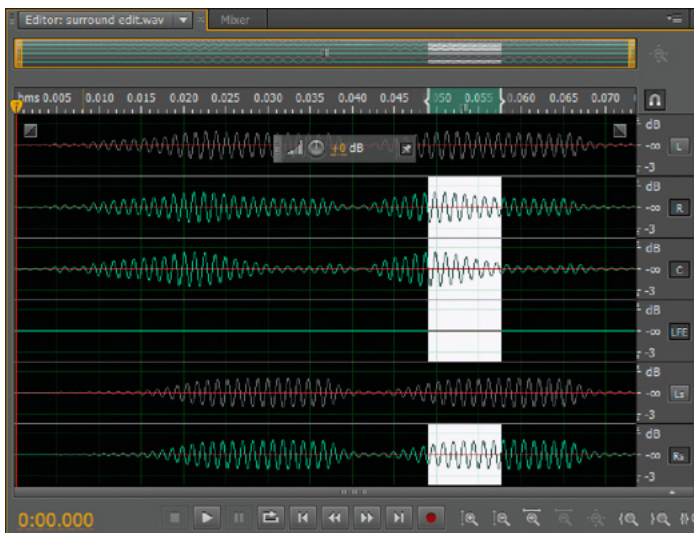 Editor: surround edit.wav Mixer
hms 0.005 0.010 0.015 0.020 0.025 0.030 0.035 0.040 0.045 050 0.055 0.060 0.065 0.070
dB
-∞ L
-3
+0 dB
dB
-∞ R
-3
dB
-∞ C
-3
dB
-∞ LFE
-3
dB
-∞ Ls
-3
dB
-∞ Rs
-3
0:00.000